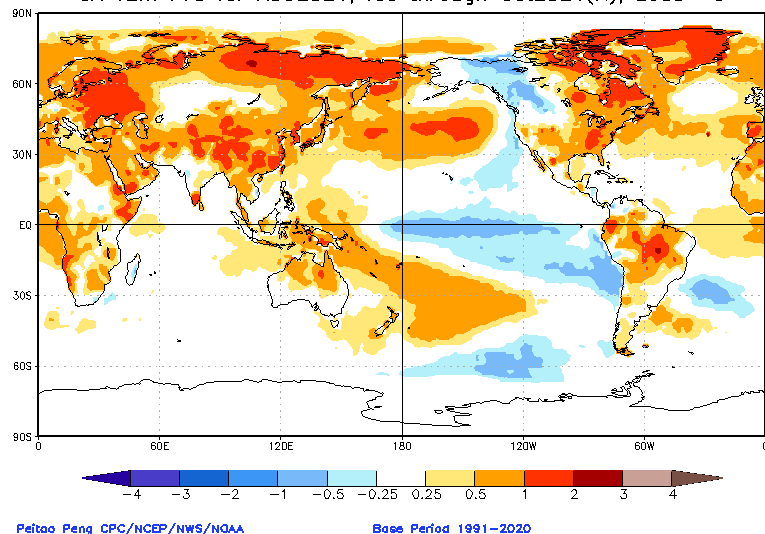 90N
60N
30N
EQ
30S
60S
90S
0 60E 120E 180 120W 60W 0
-4 -3 -2 -1 -0.5 -0.25 0.25 0.5 1 2 3 4
Peitao Peng CPC/NCEP/NWS/NOAA Base Period 1991-2020